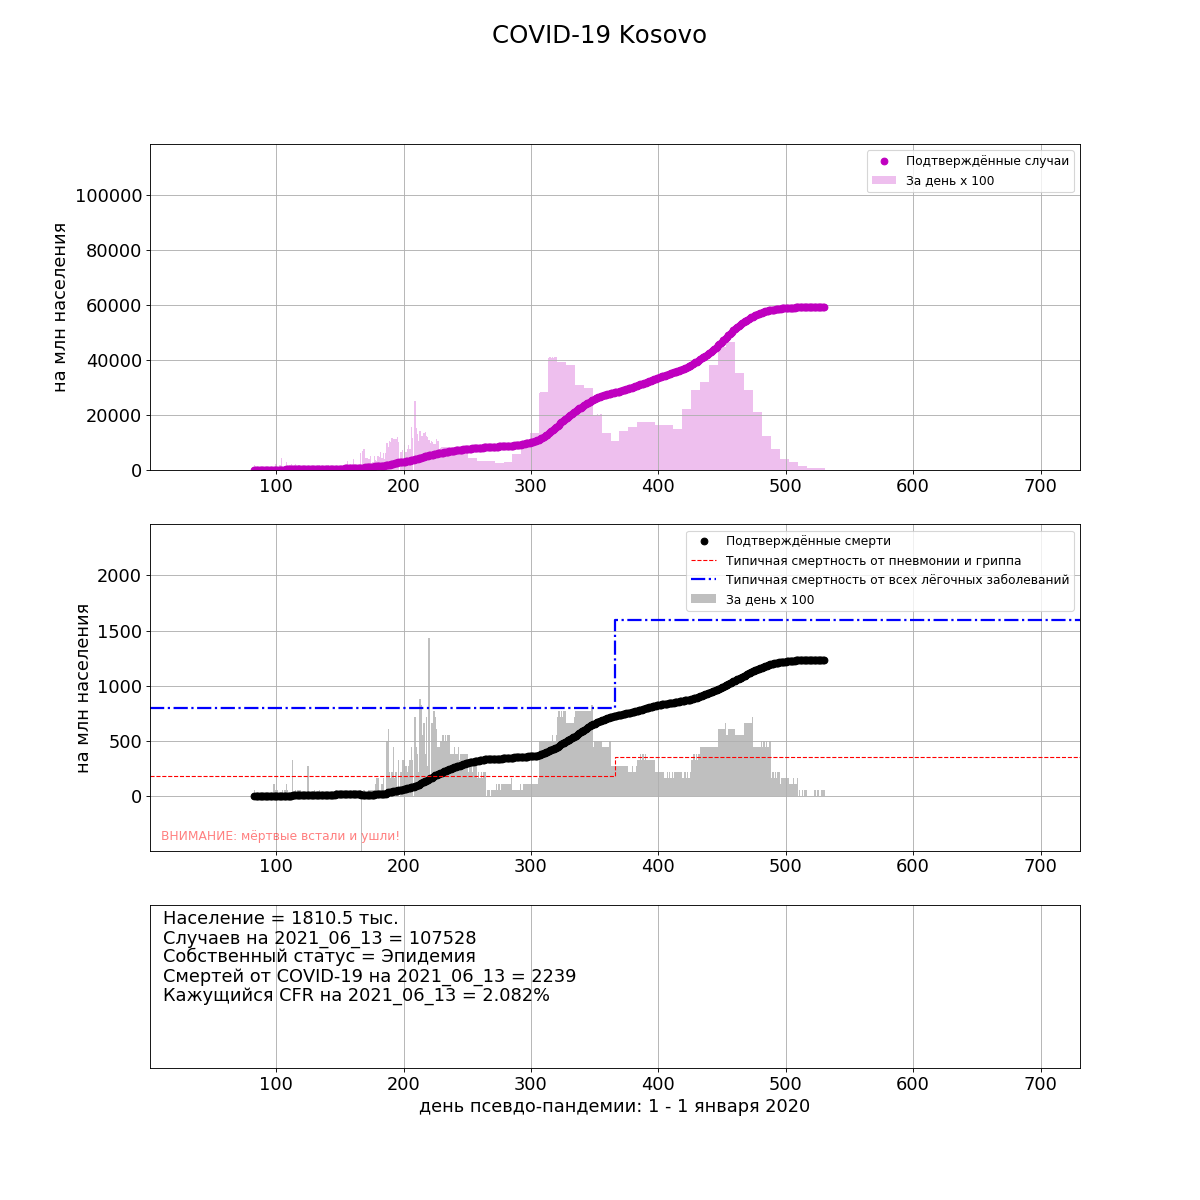 COVID-19 Kosovo
Подтверждённые случаи
За день x 100
100000
80000
60000
40000
20000
0
на млн населения
100 200 300 400 500 600 700
Подтверждённые смерти
Типичная смертность от пневмонии и гриппа
Типичная смертность от всех лёгочных заболеваний
За день x 100
2000
1500
1000
500
0
на млн населения
ВНИМАНИЕ: мёртвые встали и ушли!
100 200 300 400 500 600 700
Население = 1810.5 тыс.
Случаев на 2021_06_13 = 107528
Собственный статус = Эпидемия
Смертей от COVID-19 на 2021_06_13 = 2239
Кажущийся CFR на 2021_06_13 = 2.082%
100 200 300 400 500 600 700
день псевдо-пандемии: 1 - 1 января 2020